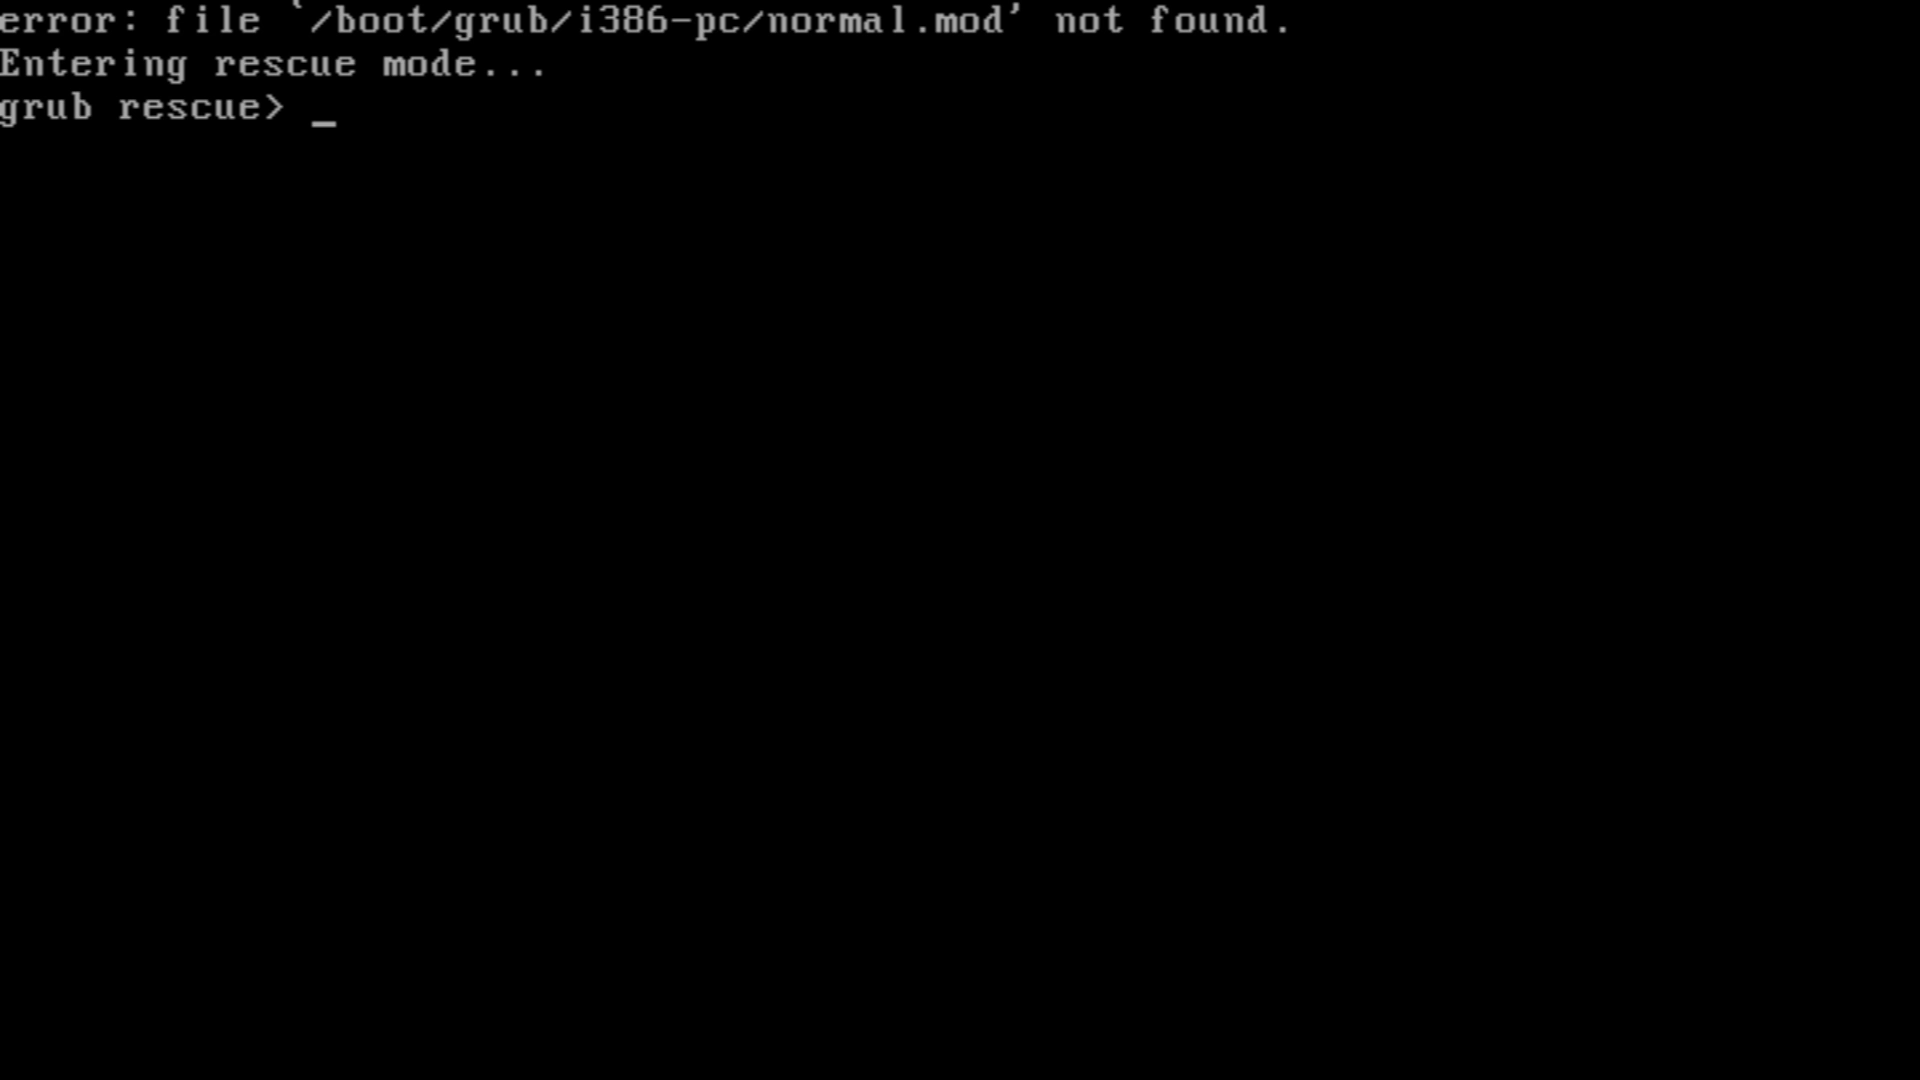 error: file `/boot/grub/i386-pc/normal.mod’ not found.
Entering rescue mode...
grub rescue> _